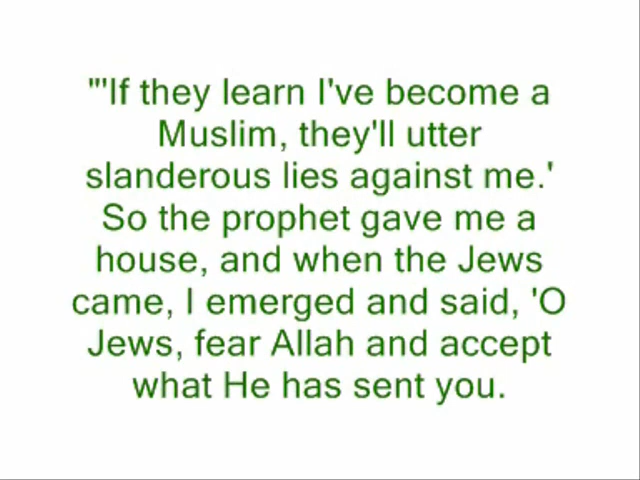 "'If they learn I've become a
Muslim, they'll utter
slanderous lies against me.'
So the prophet gave me a
house, and when the Jews
came, I emerged and said, 'O
Jews, fear Allah and accept
what He has sent you.